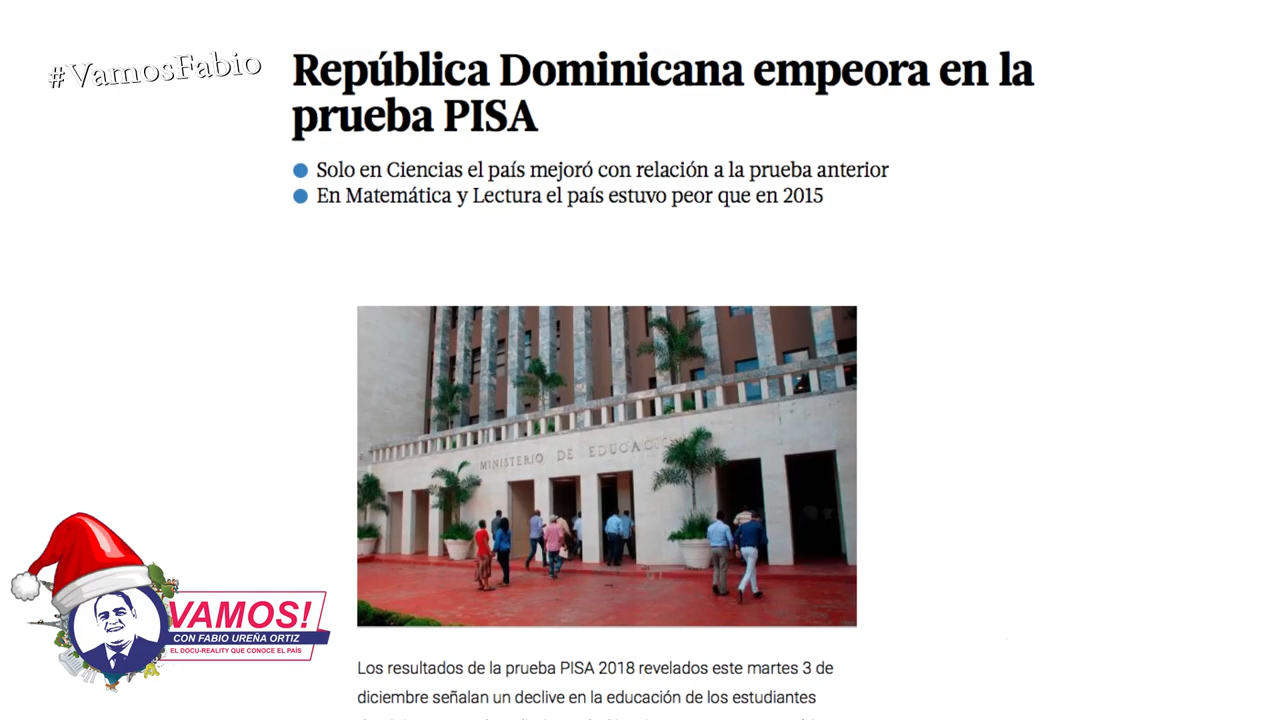 #VamosFabio
República Dominicana empeora en la
prueba PISA
Solo en Ciencias el país mejoró con relación a la prueba anterior
En Matemática y Lectura el país estuvo peor que en 2015
MINISTERIO DE EDUCACION
VAMOS!
CON FABIO UREÑA ORTIZ
EL DOCU-REALITY QUE CONOCE EL PAÍS
Los resultados de la prueba PISA 2018 revelados este martes 3 de
diciembre señalan un declive en la educación de los estudiantes